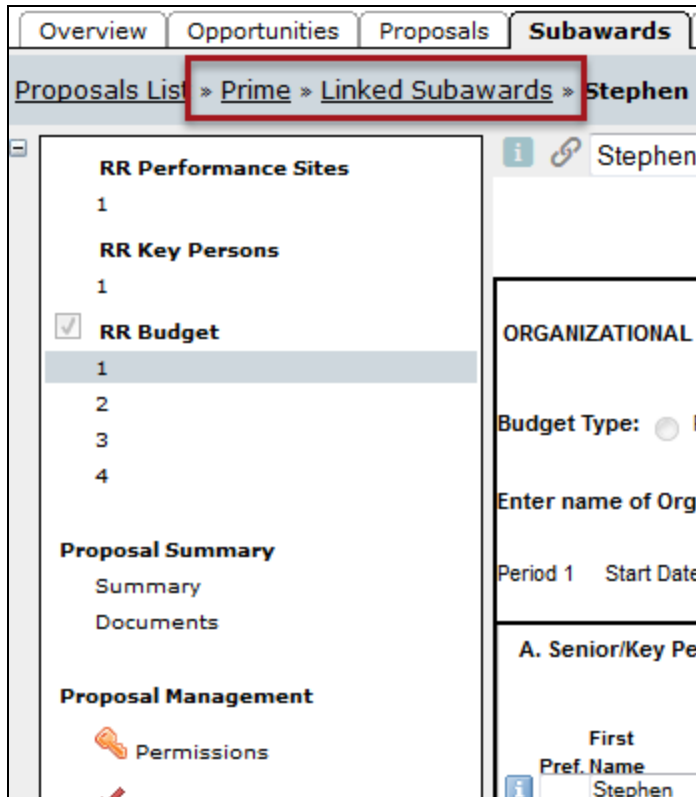 Overview Opportunities Proposals Subawards
Proposals List » Prime » Linked Subawards » Stephen
RR Performance Sites
1
RR Key Persons
1
RR Budget
1
2
3
4
Proposal Summary
Summary
Documents
Proposal Management
Permissions
Stephen
ORGANIZATIONAL
Budget Type:
Enter name of Org
Period 1 Start Date
A. Senior/Key Pe
First
Pref. Name
Stephen